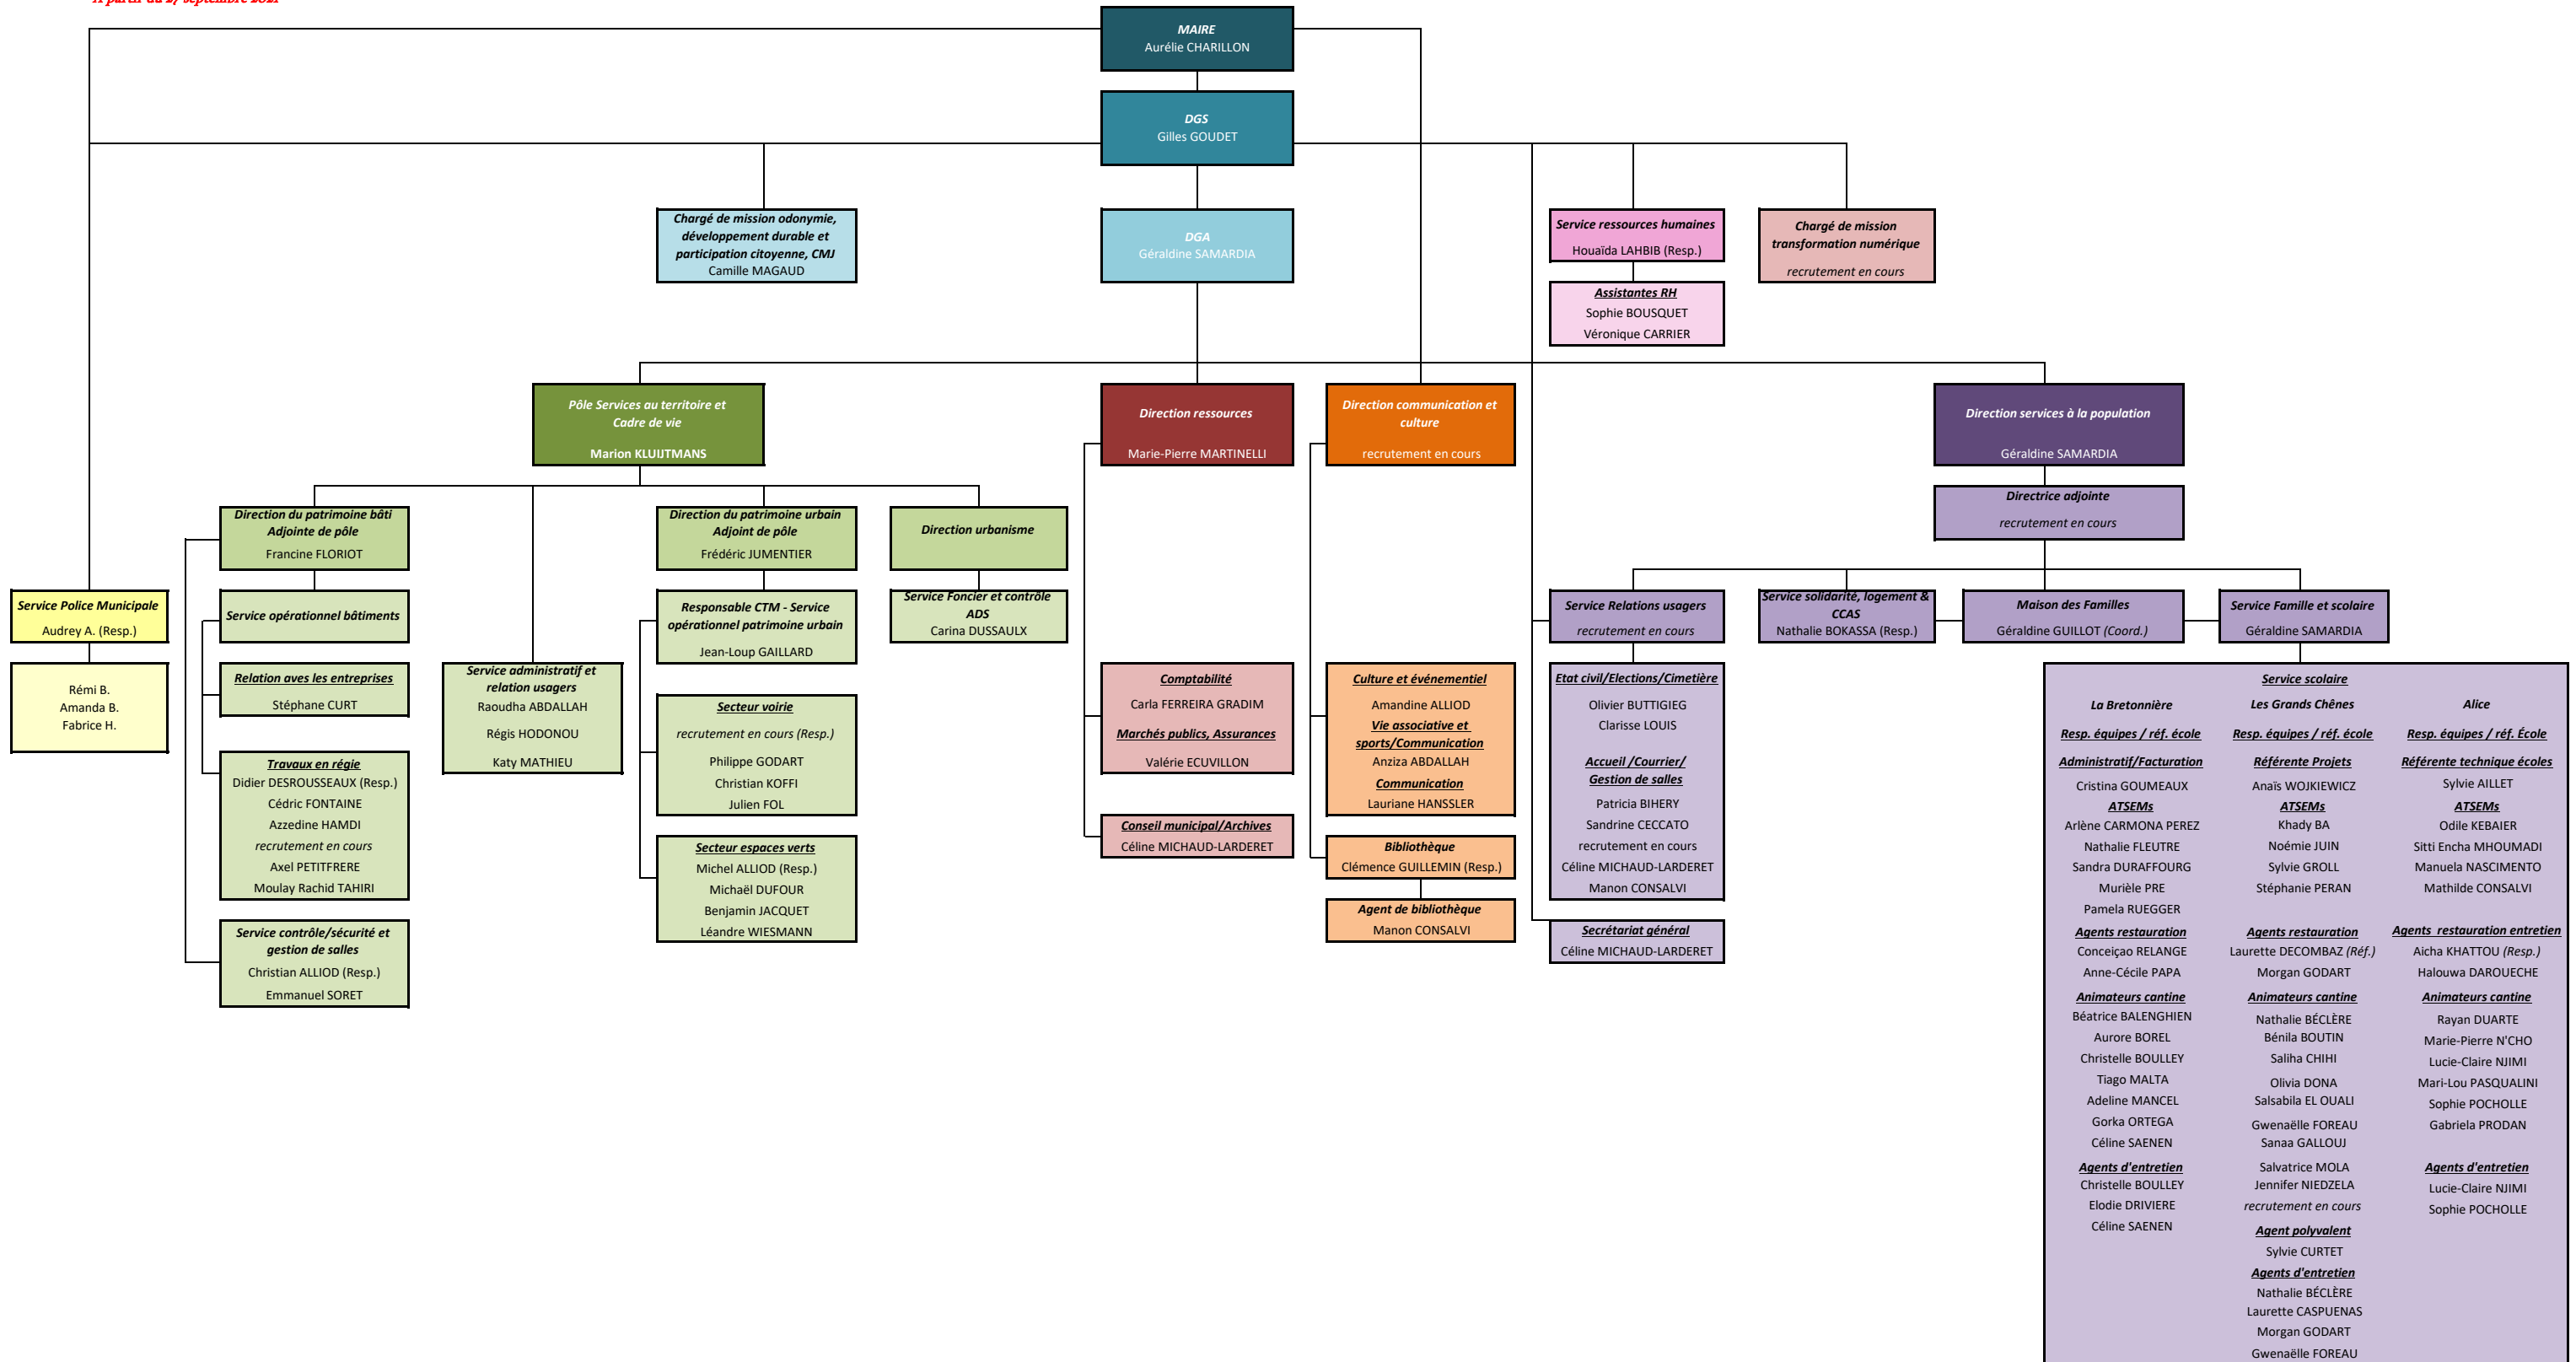 A partir du 27 septembre 2021
MAIRE
Aurélie CHARILLON
DGS
Gilles GOUDET
Chargé de mission odonymie,
développement durable et
participation citoyenne, CMJ
Camille MAGAUD
DGA
Géraldine SAMARDIA
Service ressources humaines
Houaïda LAHBIB (Resp.)
Assistantes RH
Sophie BOUSQUET
Véronique CARRIER
Chargé de mission
transformation numérique
recrutement en cours
Pôle Services au territoire et
Cadre de vie
Marion KLUIJTMANS
Direction ressources
Marie-Pierre MARTINELLI
Direction communication et
culture
recrutement en cours
Direction services à la population
Géraldine SAMARDIA
Directrice adjointe
recrutement en cours
Service Police Municipale
Audrey A. (Resp.)
Rémi B.
Amanda B.
Fabrice H.
Direction du patrimoine bâti
Adjointe de pôle
Francine FLORIOT
Service opérationnel bâtiments
Relation aves les entreprises
Stéphane CURT
Travaux en régie
Didier DESROUSSEAUX (Resp.)
Cédric FONTAINE
Azzedine HAMDI
recrutement en cours
Axel PETITFRERE
Moulay Rachid TAHIRI
Service contrôle/sécurité et
gestion de salles
Christian ALLIOD (Resp.)
Emmanuel SORET
Service administratif et
relation usagers
Raoudha ABDALLAH
Régis HODONOU
Katy MATHIEU
Direction du patrimoine urbain
Adjoint de pôle
Frédéric JUMENTIER
Responsable CTM - Service
opérationnel patrimoine urbain
Jean-Loup GAILLARD
Secteur voirie
recrutement en cours (Resp.)
Philippe GODART
Christian KOFFI
Julien FOL
Secteur espaces verts
Michel ALLIOD (Resp.)
Michaël DUFOUR
Benjamin JACQUET
Léandre WIESMANN
Direction urbanisme
Service Foncier et contrôle
ADS
Carina DUSSAULX
Comptabilité
Carla FERREIRA GRADIM
Marchés publics, Assurances
Valérie ECUVILLON
Conseil municipal/Archives
Céline MICHAUD-LARDERET
Culture et événementiel
Amandine ALLIOD
Vie associative et
sports/Communication
Anziza ABDALLAH
Communication
Lauriane HANSSLER
Bibliothèque
Clémence GUILLEMIN (Resp.)
Agent de bibliothèque
Manon CONSALVI
Service Relations usagers
recrutement en cours
Etat civil/Elections/Cimetière
Olivier BUTTIGIEG
Clarisse LOUIS
Accueil /Courrier/
Gestion de salles
Patricia BIHERY
Sandrine CECCATO
recrutement en cours
Céline MICHAUD-LARDERET
Manon CONSALVI
Secrétariat général
Céline MICHAUD-LARDERET
Service solidarité, logement &
CCAS
Nathalie BOKASSA (Resp.)
Maison des Familles
Géraldine GUILLOT (Coord.)
Service Famille et scolaire
Géraldine SAMARDIA
Service scolaire
La Bretonnière
Resp. équipes / réf. école
Administratif/Facturation
Cristina GOUMEAUX
ATSEMs
Arlène CARMONA PEREZ
Nathalie FLEUTRE
Sandra DURAFFOURG
Murièle PRE
Pamela RUEGGER
Agents restauration
Conceiçao RELANGE
Anne-Cécile PAPA
Animateurs cantine
Béatrice BALENGHIEN
Aurore BOREL
Christelle BOULLEY
Tiago MALTA
Adeline MANCEL
Gorka ORTEGA
Céline SAENEN
Agents d'entretien
Christelle BOULLEY
Elodie DRIVIERE
Céline SAENEN
Les Grands Chênes
Resp. équipes / réf. école
Référente Projets
Anaïs WOJKIEWICZ
ATSEMs
Khady BA
Noémie JUIN
Sylvie GROLL
Stéphanie PERAN
Agents restauration
Laurette DECOMBAZ (Réf.)
Morgan GODART
Animateurs cantine
Nathalie BÉCLÈRE
Bénila BOUTIN
Saliha CHIHI
Olivia DONA
Salsabila EL OUALI
Gwenaëlle FOREAU
Sanaa GALLOUJ
Salvatrice MOLA
Jennifer NIEDZELA
recrutement en cours
Agent polyvalent
Sylvie CURTET
Agents d'entretien
Nathalie BÉCLÈRE
Laurette CASPUENAS
Morgan GODART
Gwenaëlle FOREAU
Alice
Resp. équipes / réf. École
Référente technique écoles
Sylvie AILLET
ATSEMs
Odile KEBAIER
Sitti Encha MHOUMADI
Manuela NASCIMENTO
Mathilde CONSALVI
Agents  restauration entretien
Aicha KHATTOU (Resp.)
Halouwa DAROUECHE
Animateurs cantine
Rayan DUARTE
Marie-Pierre N'CHO
Lucie-Claire NJIMI
Mari-Lou PASQUALINI
Sophie POCHOLLE
Gabriela PRODAN
Agents d'entretien
Lucie-Claire NJIMI
Sophie POCHOLLE